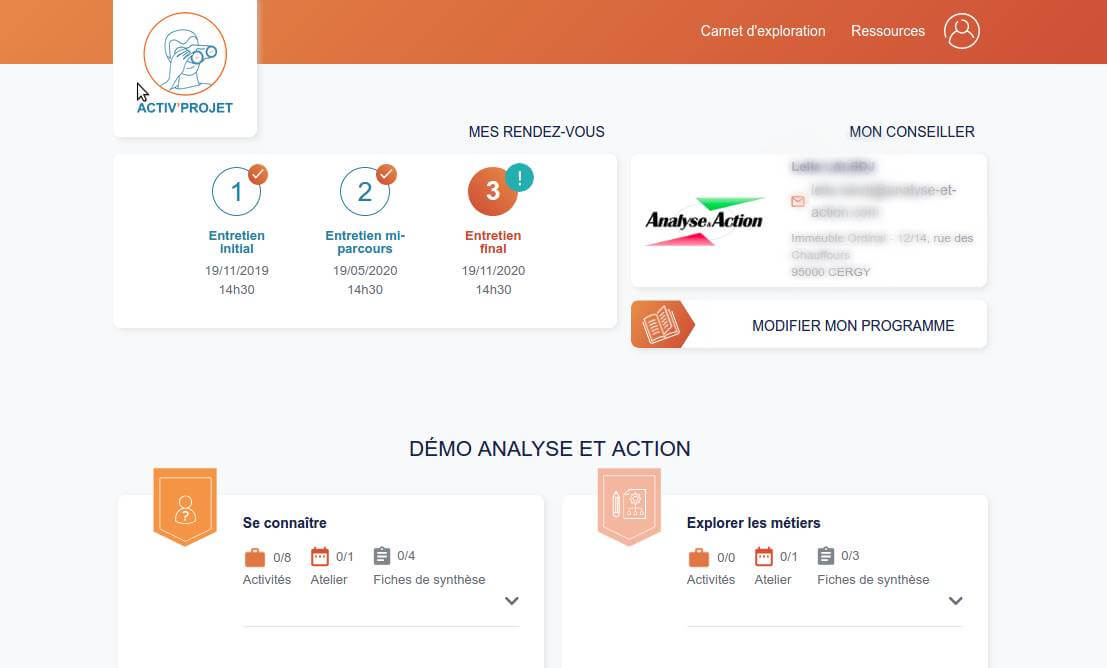 Carnet d'exploration
Ressources
ACTIV'PROJET
MES RENDEZ-VOUS
1
Entretien
initial
19/11/2019
14h30
2
Entretien mi-
parcours
19/05/2020
14h30
3
!
Entretien
final
19/11/2020
14h30
MON CONSEILLER
Analyse & Action
analyse-et-
action.com
Immeuble Ordinal - 12/14, rue des
Chauffours
95000 CERGY
MODIFIER MON PROGRAMME
DÉMO ANALYSE ET ACTION
?
Se connaître
0/8
Activités
0/1
Atelier
0/4
Fiches de synthèse
Explorer les métiers
0/0
Activités
0/1
Atelier
0/3
Fiches de synthèse